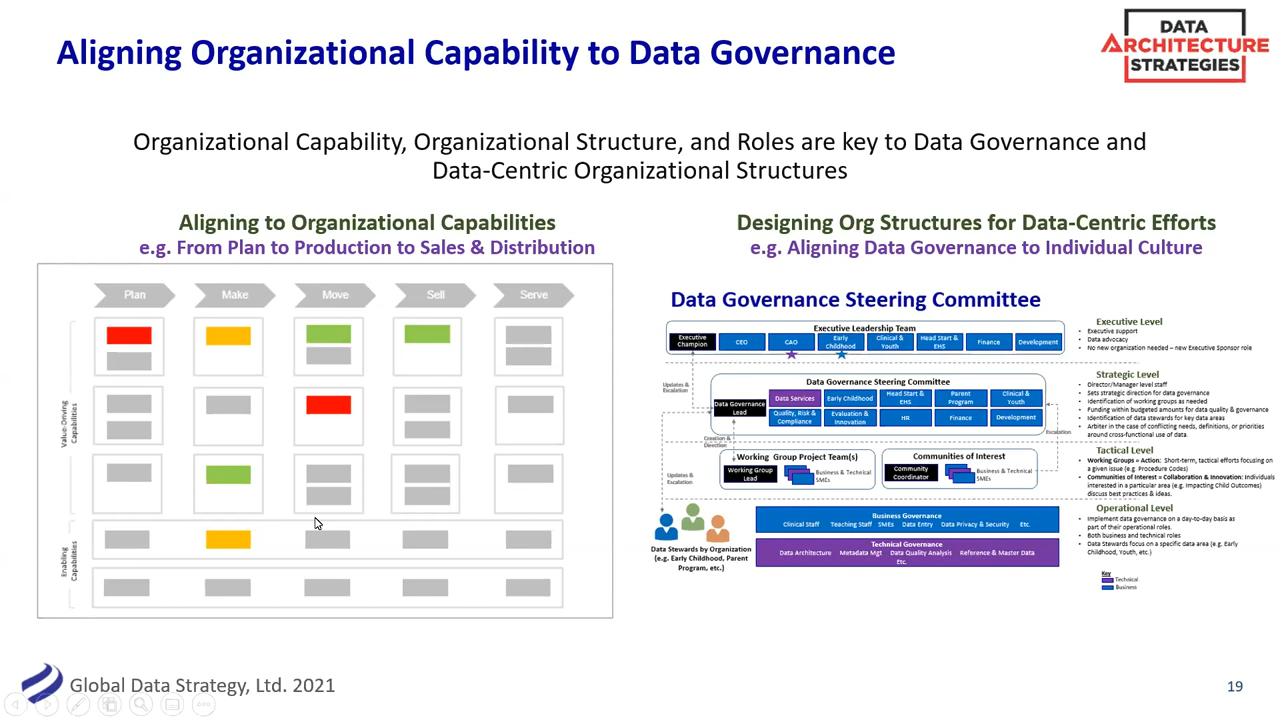 Aligning Organizational Capability to Data Governance
DATA
ARCHITECTURE
STRATEGIES
Organizational Capability, Organizational Structure, and Roles are key to Data Governance and
Data-Centric Organizational Structures
Aligning to Organizational Capabilities
e.g. From Plan to Production to Sales & Distribution
Plan
Make
Move
Sell
Serve
Value-Driving
Capabilities
Enabling
Capabilities
Designing Org Structures for Data-Centric Efforts
e.g. Aligning Data Governance to Individual Culture
Data Governance Steering Committee
Executive Leadership Team
Executive
Champion
CEO
CAO
Early
Childhood
Clinical &
Youth
Head Start &
EHS
Finance
Development
Updates &
Escalation
Data Governance Steering Committee
Data Governance
Lead
Data Services
Early Childhood
Head Start &
EHS
Parent
Program
Clinical &
Youth
Quality, Risk &
Compliance
Evaluation &
Innovation
HR
Finance
Development
Creation &
Direction
Escalation
Working Group Project Team(s)
Working Group
Lead
Business & Technical
SMEs
Communities of Interest
Community
Coordinator
Business & Technical
SMEs
Updates &
Escalation
Data Stewards by Organization
(e.g. Early Childhood, Parent
Program, etc.)
Business Governance
Clinical Staff Teaching Staff SMEs Data Entry Data Privacy & Security Etc.
Technical Governance
Data Architecture Metadata Mgt Data Quality Analysis Reference & Master Data
Etc.
Executive Level
• Executive support
• Data advocacy
• No new organization needed – new Executive Sponsor role
Strategic Level
• Director/Manager level staff
• Sets strategic direction for data governance
• Identification of working groups as needed
• Funding within budgeted amounts for data quality & governance
• Identification of data stewards for key data areas
• Arbiter in the case of conflicting needs, definitions, or priorities
around cross-functional use of data.
Tactical Level
• Working Groups = Action: Short-term, tactical efforts focusing on
a given issue (e.g. Procedure Codes)
• Communities of Interest = Collaboration & Innovation: Individuals
interested in a particular area (e.g. Impacting Child Outcomes)
discuss best practices & ideas.
Operational Level
• Implement data governance on a day-to-day basis as
part of their operational roles.
• Both business and technical roles
• Data Stewards focus on a specific data area (e.g. Early
Childhood, Youth, etc.)
Key
Technical
Business
Global Data Strategy, Ltd. 2021
19